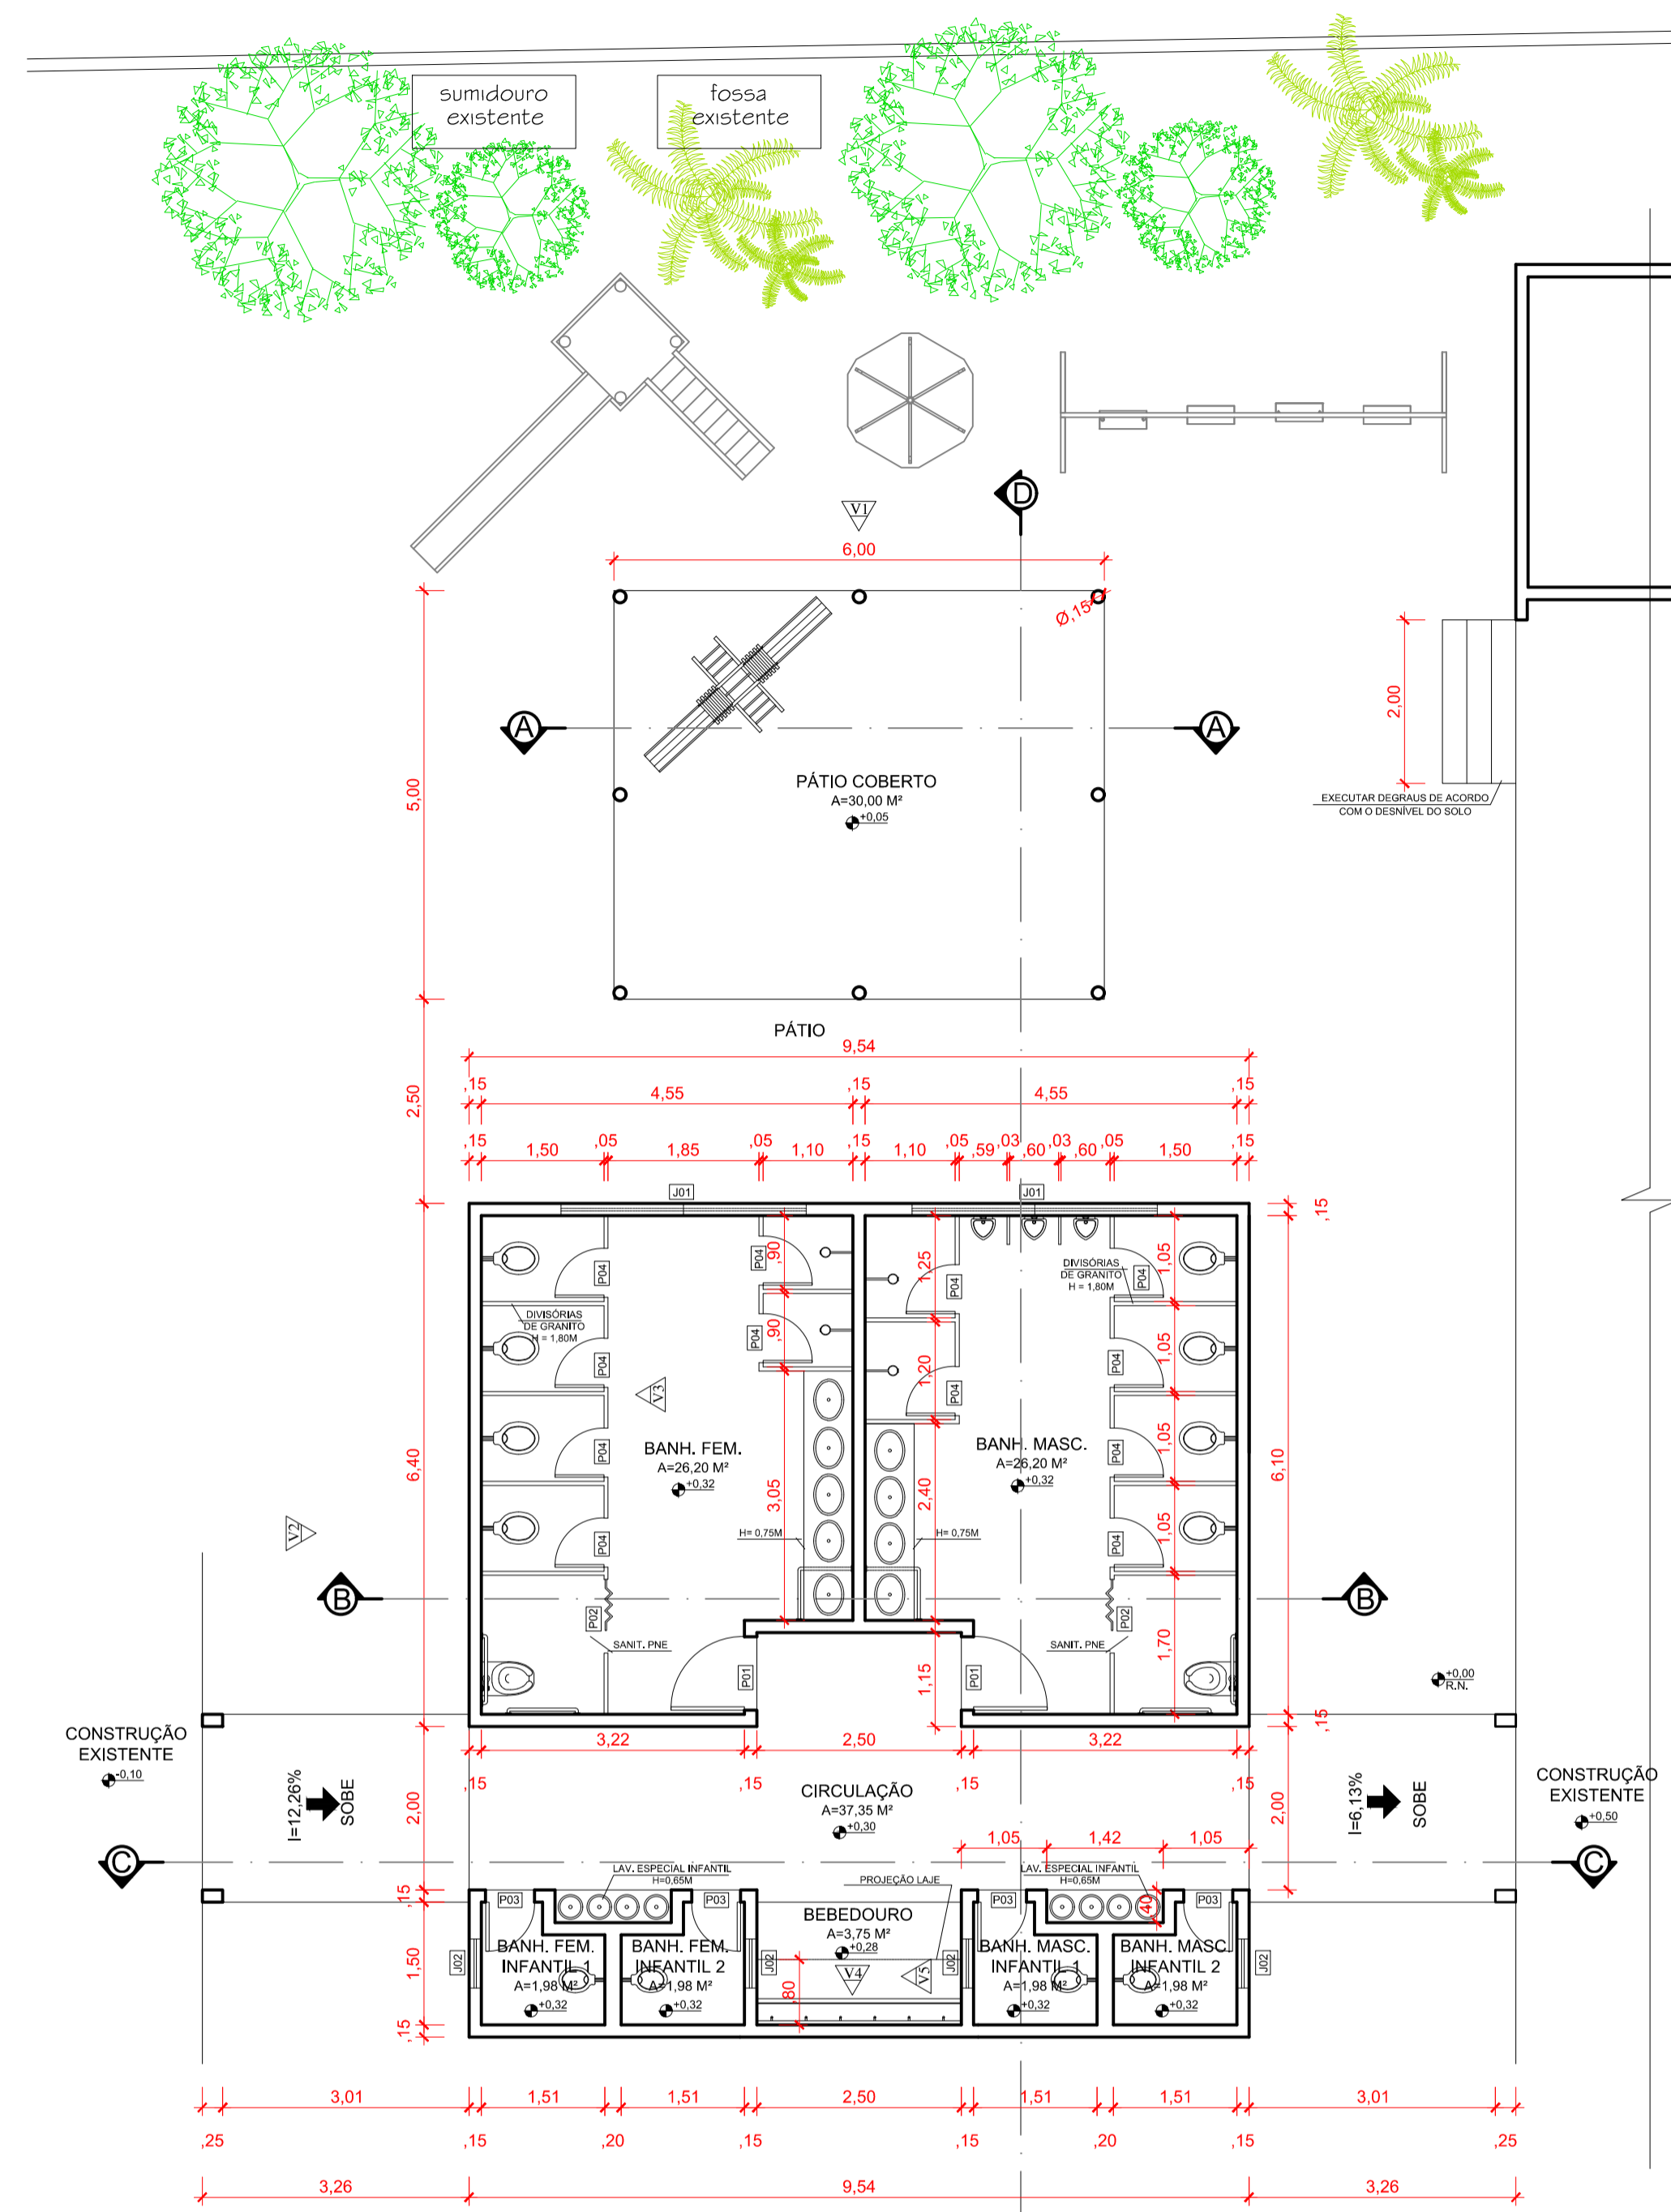 sumidouro
existente
fossa
existente
D
V1
6,00
Ø,15
A
A
2,00
5,00
PÁTIO COBERTO
A=30,00 M²
+0,05
EXECUTAR DEGRAUS DE ACORDO
COM O DESNÍVEL DO SOLO
PÁTIO
9,54
,15
4,55
,15
4,55
,15
2,50
,15
1,50
,05
1,85
,05
1,10
,15
1,10
,05
,59
,03
,60
,03
,60
,05
1,50
,15
J01
J01
,15
P04
P04
,90
1,25
P04
DIVISÓRIAS
DE GRANITO
H = 1,80M
P04
1,05
DIVISÓRIAS
DE GRANITO
H = 1,80M
P04
P04
,90
1,20
P04
P04
1,05
V3
6,40
BANH. FEM.
A=26,20 M²
+0,32
P04
3,05
2,40
BANH. MASC.
A=26,20 M²
+0,32
P04
1,05
6,10
V2
H= 0,75M
H= 0,75M
P04
P04
1,05
B
B
P02
SANIT. PNE
P01
1,15
P01
SANIT. PNE
P02
1,70
+0,00
R.N.
,15
CONSTRUÇÃO
EXISTENTE
-0,10
3,22
2,50
3,22
,15
,15
,15
,15
I=12,26%
SOBE
2,00
CIRCULAÇÃO
A=37,35 M²
+0,30
2,00
I=6,13%
SOBE
CONSTRUÇÃO
EXISTENTE
+0,50
1,05
1,42
1,05
C
C
LAV. ESPECIAL INFANTIL
H=0,65M
PROJEÇÃO LAJE
LAV. ESPECIAL INFANTIL
H=0,65M
,15
P03
P03
P03
,40
P03
BEBEDOURO
A=3,75 M²
+0,28
1,50
J02
BANH. FEM.
INFANTIL 1
A=1,98 M²
+0,32
BANH. FEM.
INFANTIL 2
A=1,98 M²
+0,32
J02
,80
V4
V5
J02
BANH. MASC.
INFANTIL 1
A=1,98 M²
+0,32
BANH. MASC.
INFANTIL 2
A=1,98 M²
+0,32
J02
,15
3,01
1,51
1,51
2,50
1,51
1,51
3,01
,25
,15
,20
,15
,15
,20
,15
,25
3,26
9,54
3,26